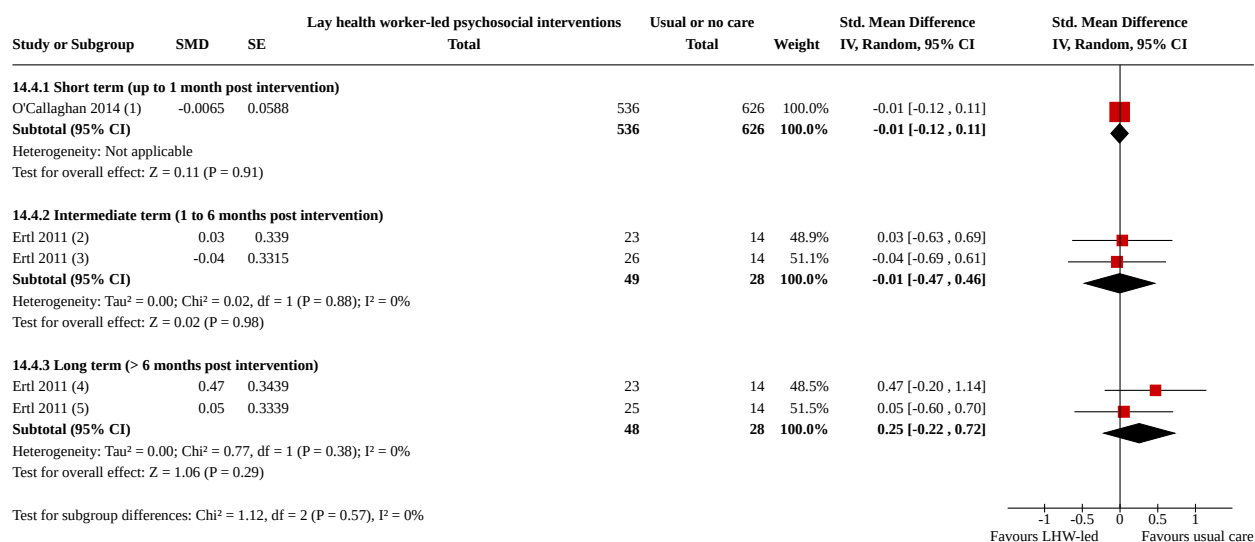 Lay health worker-led psychosocial interventions Usual or no care Std. Mean Difference Std. Mean Difference
Study or Subgroup SMD SE Total Total Weight IV, Random, 95% CI IV, Random, 95% CI
14.4.1 Short term (up to 1 month post intervention)
O'Callaghan 2014 (1) -0.0065 0.0588 536 626 100.0% -0.01 [-0.12 , 0.11]
Subtotal (95% CI) 536 626 100.0% -0.01 [-0.12 , 0.11]
Heterogeneity: Not applicable
Test for overall effect: Z = 0.11 (P = 0.91)
14.4.2 Intermediate term (1 to 6 months post intervention)
Ertl 2011 (2) 0.03 0.339 23 14 48.9% 0.03 [-0.63 , 0.69]
Ertl 2011 (3) -0.04 0.3315 26 14 51.1% -0.04 [-0.69 , 0.61]
Subtotal (95% CI) 49 28 100.0% -0.01 [-0.47 , 0.46]
Heterogeneity: Tau² = 0.00; Chi² = 0.02, df = 1 (P = 0.88); I² = 0%
Test for overall effect: Z = 0.02 (P = 0.98)
14.4.3 Long term (> 6 months post intervention)
Ertl 2011 (4) 0.47 0.3439 23 14 48.5% 0.47 [-0.20 , 1.14]
Ertl 2011 (5) 0.05 0.3339 25 14 51.5% 0.05 [-0.60 , 0.70]
Subtotal (95% CI) 48 28 100.0% 0.25 [-0.22 , 0.72]
Heterogeneity: Tau² = 0.00; Chi² = 0.77, df = 1 (P = 0.38); I² = 0%
Test for overall effect: Z = 1.06 (P = 0.29)
Test for subgroup differences: Chi² = 1.12, df = 2 (P = 0.57), I² = 0%
-1 -0.5 0 0.5 1
Favours LHW-led Favours usual care